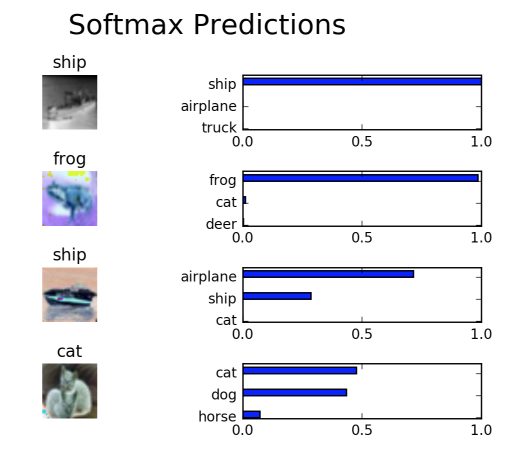 Softmax Predictions
ship
ship
airplane
truck
0.0 0.5 1.0
frog
frog
cat
deer
0.0 0.5 1.0
ship
airplane
ship
cat
0.0 0.5 1.0
cat
cat
dog
horse
0.0 0.5 1.0